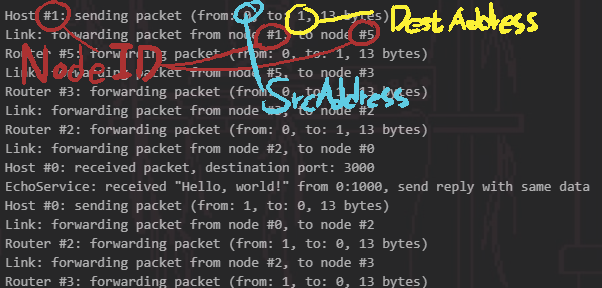 Host #1: sending packet (from: 0, to: 1, 13 bytes)
Dest Address
Link: forwarding packet from node #1, to node #5
Router #5: forwarding packet (from: 0, to: 1, 13 bytes)
NodeID
Link: forwarding packet from node #5, to node #3
SrcAddress
Router #3: forwarding packet (from: 0, to: 1, 13 bytes)
Link: forwarding packet from node #3, to node #2
Router #2: forwarding packet (from: 0, to: 1, 13 bytes)
Link: forwarding packet from node #2, to node #0
Host #0: received packet, destination port: 3000
EchoService: received "Hello, world!" from 0:1000, send reply with same data
Host #0: sending packet (from: 1, to: 0, 13 bytes)
Link: forwarding packet from node #0, to node #2
Router #2: forwarding packet (from: 1, to: 0, 13 bytes)
Link: forwarding packet from node #2, to node #3
Router #3: forwarding packet (from: 1, to: 0, 13 bytes)